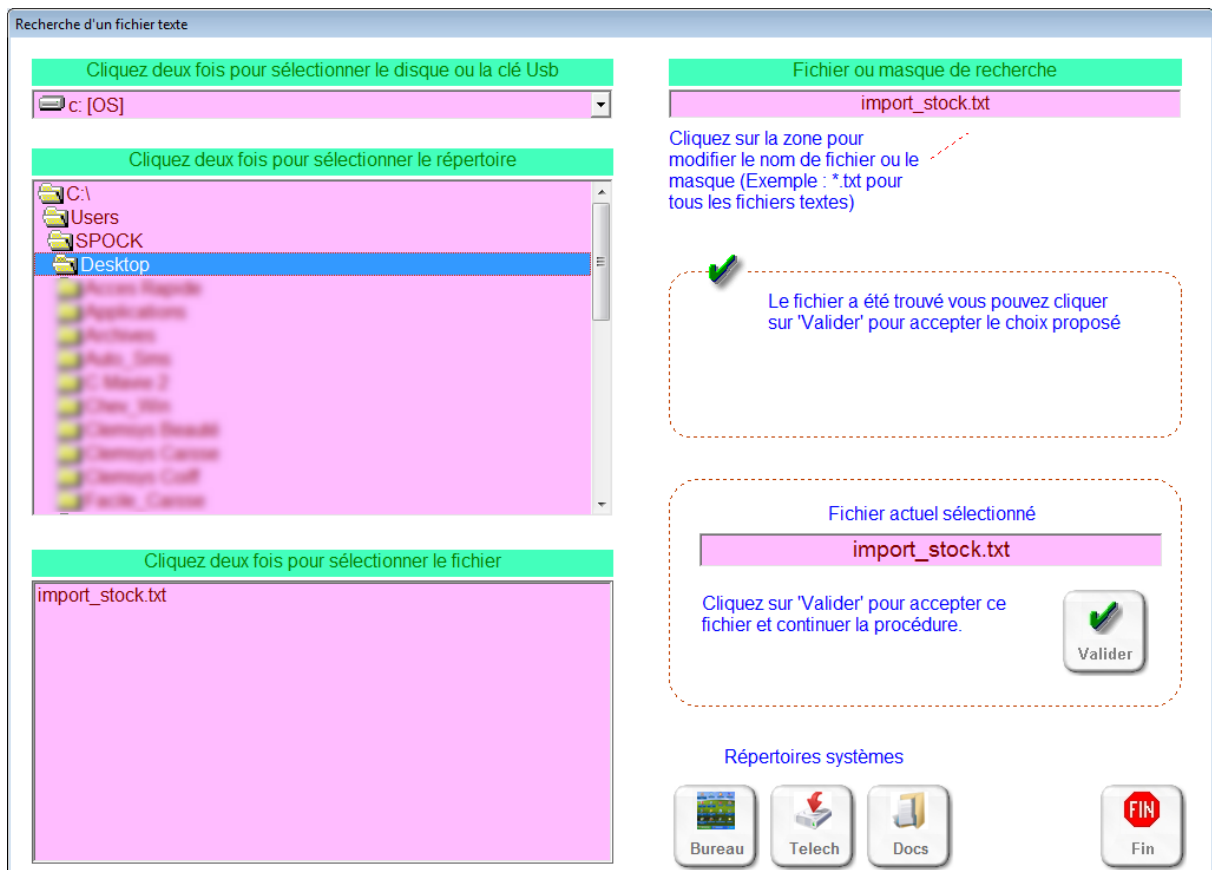 Recherche d'un fichier texte
Cliquez deux fois pour sélectionner le disque ou la clé Usb
c: [OS]
Cliquez deux fois pour sélectionner le répertoire
C:\
Users
SPOCK
Desktop
Cliquez deux fois pour sélectionner le fichier
import_stock.txt
Fichier ou masque de recherche
import_stock.txt
Cliquez sur la zone pour
modifier le nom de fichier ou le
masque (Exemple : *.txt pour
tous les fichiers textes)
Le fichier a été trouvé vous pouvez cliquer
sur 'Valider' pour accepter le choix proposé
Fichier actuel sélectionné
import_stock.txt
Cliquez sur 'Valider' pour accepter ce
fichier et continuer la procédure.
Valider
Répertoires systèmes
Bureau
Telech
Docs
FIN
Fin